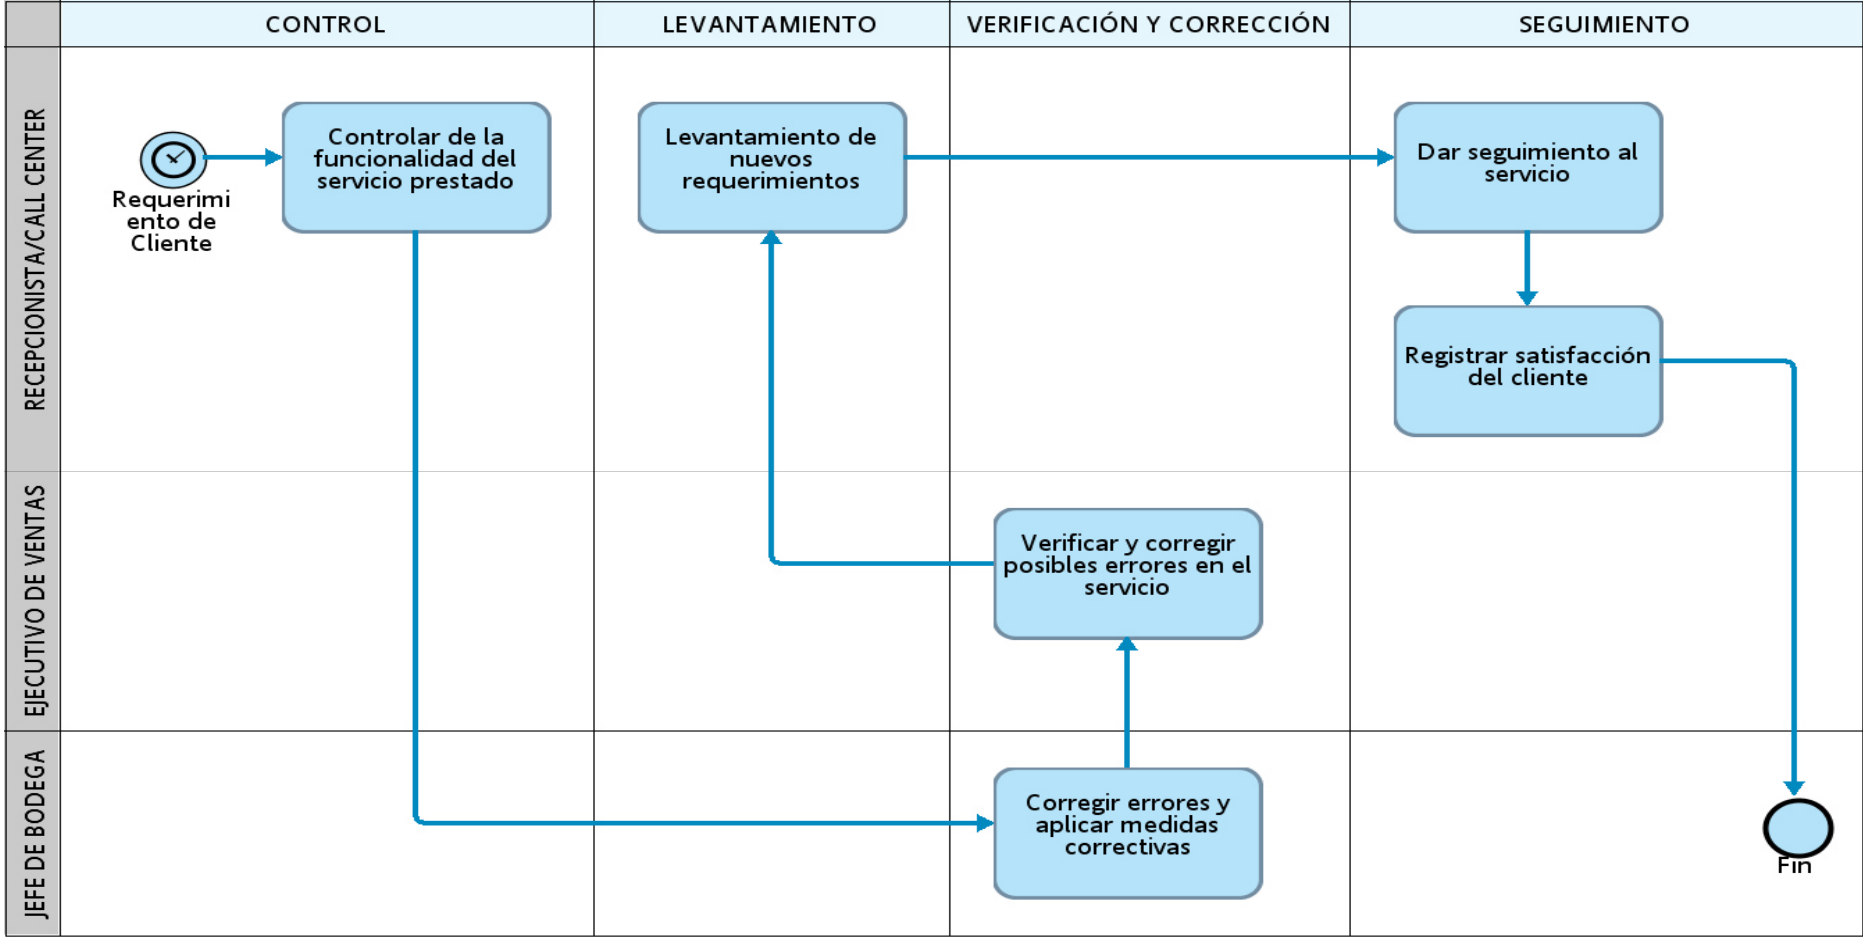 CONTROL
LEVANTAMIENTO
VERIFICACIÓN Y CORRECCIÓN
SEGUIMIENTO
RECEPCIONISTA/CALL CENTER
Requerimi
ento de
Cliente
Controlar de la
funcionalidad del
servicio prestado
Levantamiento de
nuevos
requerimientos
Dar seguimiento al
servicio
Registrar satisfacción
del cliente
EJECUTIVO DE VENTAS
Verificar y corregir
posibles errores en el
servicio
JEFE DE BODEGA
Corregir errores y
aplicar medidas
correctivas
Fin